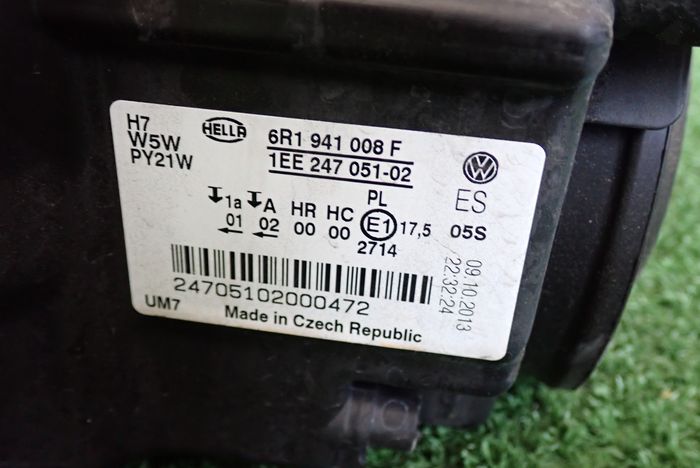 H7
W5W
PY21W
HELLA
6R1 941 008 F
1EE 247 051-02
VW
ES
05S
1a A HR HC PL
01 02 00 00 E1 17,5
2714
09.10.2013
22:32:24
24705102000472
UM7
Made in Czech Republic